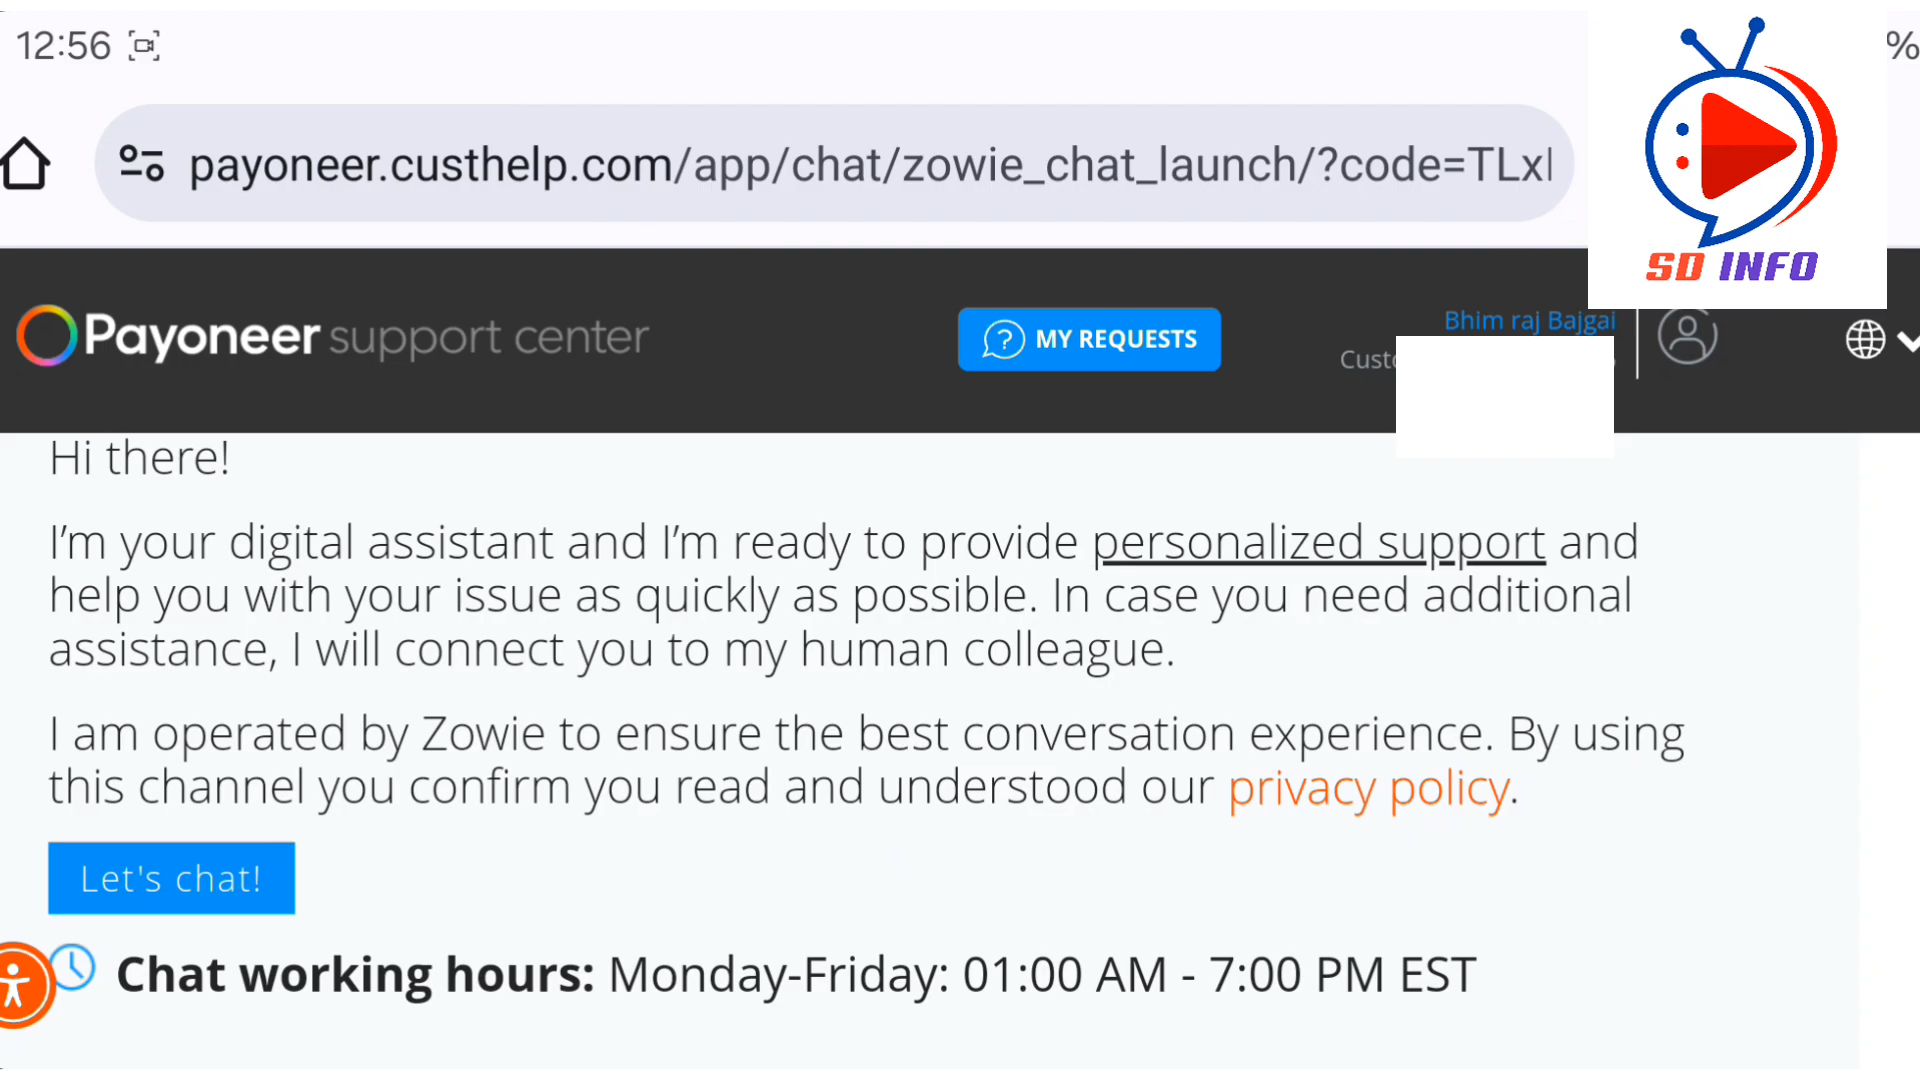 12:56
%
payoneer.custhelp.com/app/chat/zowie_chat_launch/?code=TLx
SD INFO
Payoneer support center
MY REQUESTS
Bhim raj Bajgai
Hi there!
I'm your digital assistant and I'm ready to provide personalized support and
help you with your issue as quickly as possible. In case you need additional
assistance, I will connect you to my human colleague.
I am operated by Zowie to ensure the best conversation experience. By using
this channel you confirm you read and understood our privacy policy.
Let's chat!
Chat working hours: Monday-Friday: 01:00 AM - 7:00 PM EST